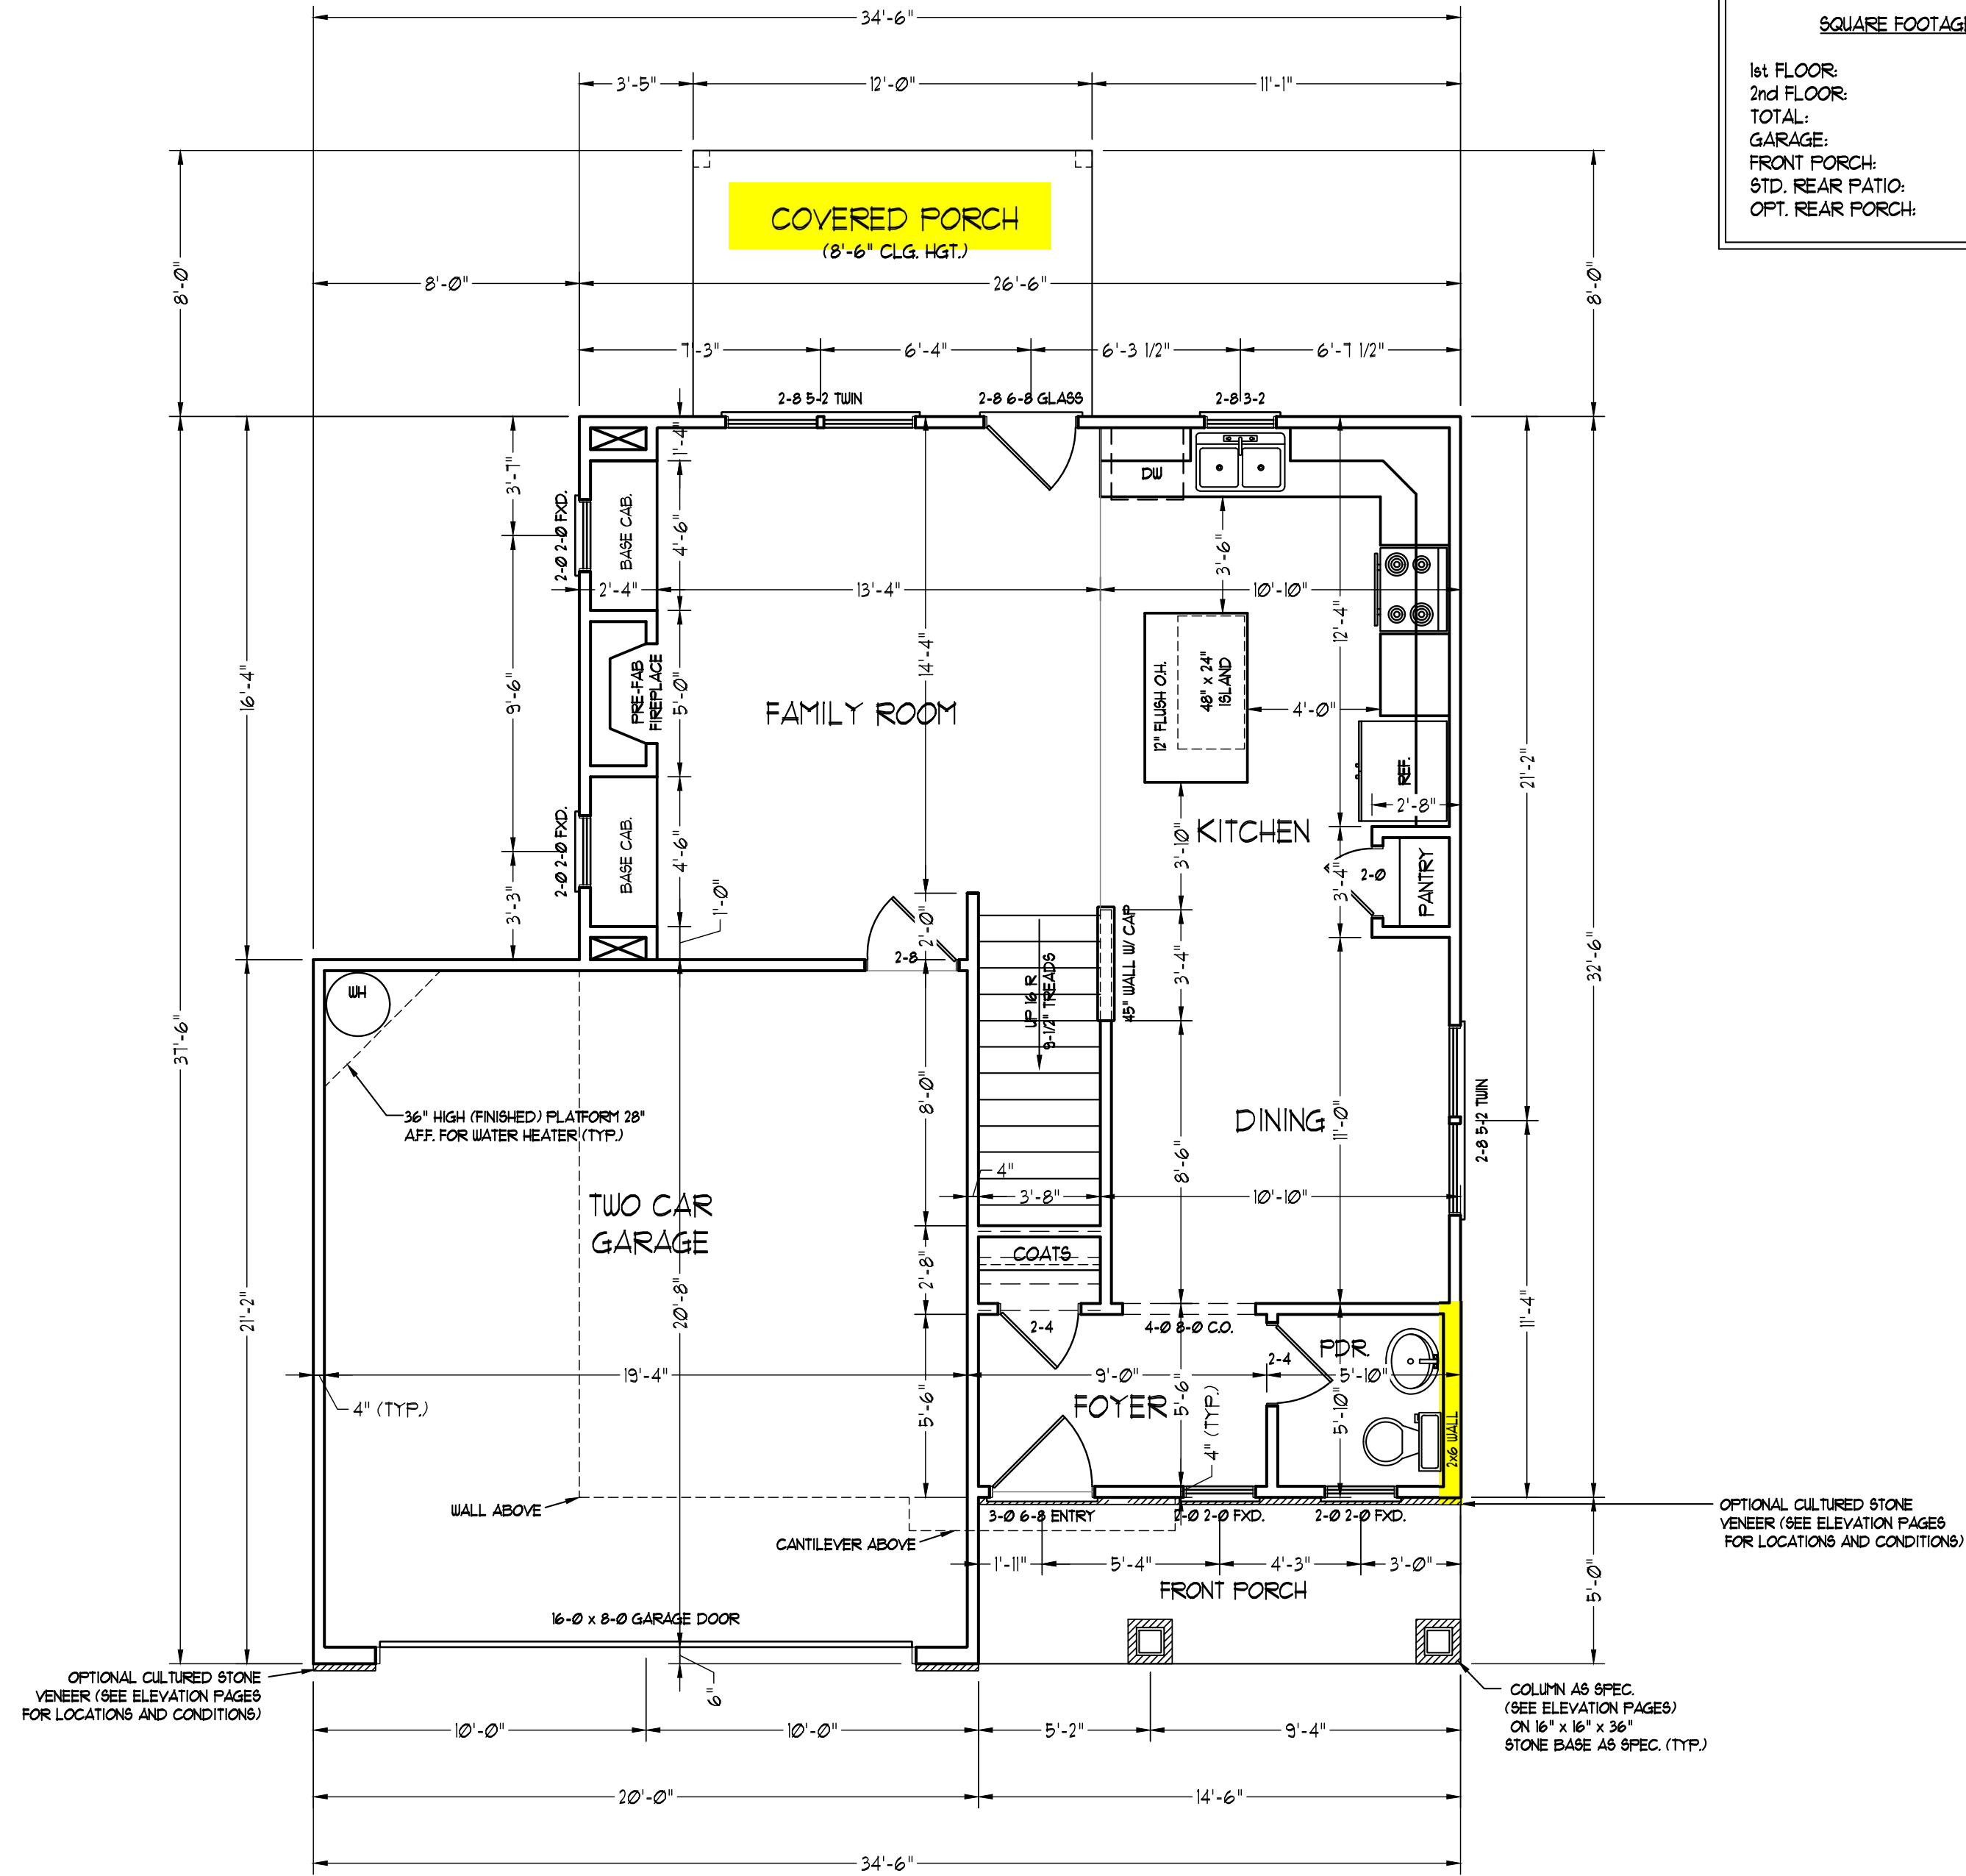 34'-6"
SQUARE FOOTAGE
3'-5"
12'-0"
11'-1"
1st FLOOR:
2nd FLOOR:
TOTAL:
GARAGE:
FRONT PORCH:
STD. REAR PATIO:
OPT. REAR PORCH:
COVERED PORCH
(8'-6" CLG. HGT.)
8'-0"
8'-0"
26'-6"
8'-0"
7'-3"
6'-4"
6'-3 1/2"
6'-7 1/2"
2-8 5-2 TWIN
2-8 6-8 GLASS
2-8 3-2
1'-4"
3'-7"
2-0 2-0 FXD.
BASE CAB.
4'-6"
DW
3'-6"
2'-4"
13'-4"
10'-10"
12'-4"
14'-4"
16'-4"
9'-6"
PRE-FAB
FIREPLACE
5'-0"
FAMILY ROOM
12" FLUSH O.H.
48" x 24"
ISLAND
4'-0"
REF.
2'-8"
21'-2"
KITCHEN
3'-10"
2-0 2-0 FXD.
BASE CAB.
4'-6"
3'-3"
1'-0"
2'-0"
2-8
3'-4"
2-0
PANTRY
45" WALL W/ CAP
3'-4"
32'-6"
WH
UP 16 R
9-1/2" TREADS
37'-6"
36" HIGH (FINISHED) PLATFORM 28"
A.F.F. FOR WATER HEATER (TYP.)
8'-0"
DINING
11'-0"
2-8 5-12 TWIN
8'-6"
4"
3'-8"
10'-10"
TWO CAR
GARAGE
COATS
2'-8"
20'-8"
21'-2"
11'-4"
2-4
4-0 8-0 C.O.
PDR.
2-4
19'-4"
9'-0"
5'-10"
4" (TYP.)
FOYER
5'-6"
5'-6"
4" (TYP.)
5'-10"
2x6 WALL
WALL ABOVE
CANTILEVER ABOVE
3-0 6-8 ENTRY
2-0 2-0 FXD.
2-0 2-0 FXD.
OPTIONAL CULTURED STONE
VENEER (SEE ELEVATION PAGES
FOR LOCATIONS AND CONDITIONS)
1'-11"
5'-4"
4'-3"
3'-0"
5'-0"
FRONT PORCH
16-0 x 8-0 GARAGE DOOR
6"
OPTIONAL CULTURED STONE
VENEER (SEE ELEVATION PAGES
FOR LOCATIONS AND CONDITIONS)
COLUMN AS SPEC.
(SEE ELEVATION PAGES)
ON 16" x 16" x 36"
STONE BASE AS SPEC. (TYP.)
10'-0"
10'-0"
5'-2"
9'-4"
20'-0"
14'-6"
34'-6"